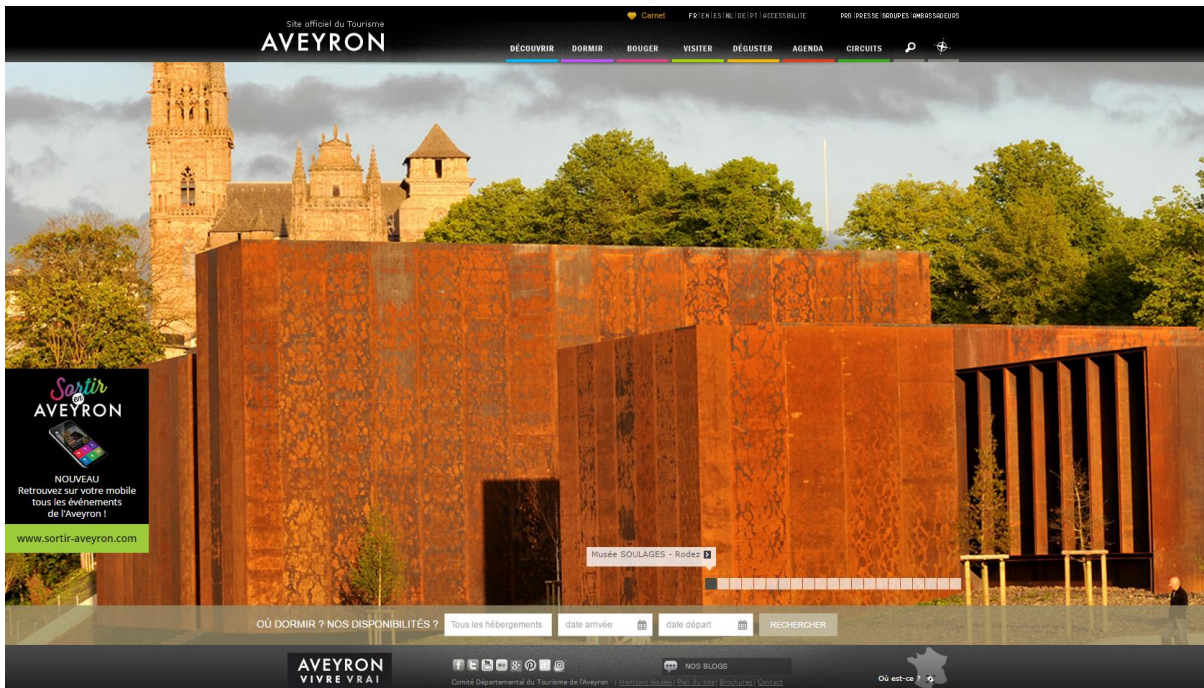 Site officiel du Tourisme
AVEYRON
Carnet
FR|EN|ES|NL|DE|PT|ACCESSIBILITE
PRO|PRESSE|GROUPES|AMBASSADEURS
DÉCOUVRIR DORMIR BOUGER VISITER DÉGUSTER AGENDA CIRCUITS
Sortir
en
AVEYRON
NOUVEAU
Retrouvez sur votre mobile
tous les événements
de l'Aveyron !
www.sortir-aveyron.com
Musée SOULAGES - Rodez
OÙ DORMIR ? NOS DISPONIBILITÉS ? Tous les hébergements date arrivée date départ RECHERCHER
AVEYRON
VIVRE VRAI
NOS BLOGS
Comité Départemental du Tourisme de l'Aveyron | Mentions légales| Plan du site| Brochures| Contact
Où est-ce ?